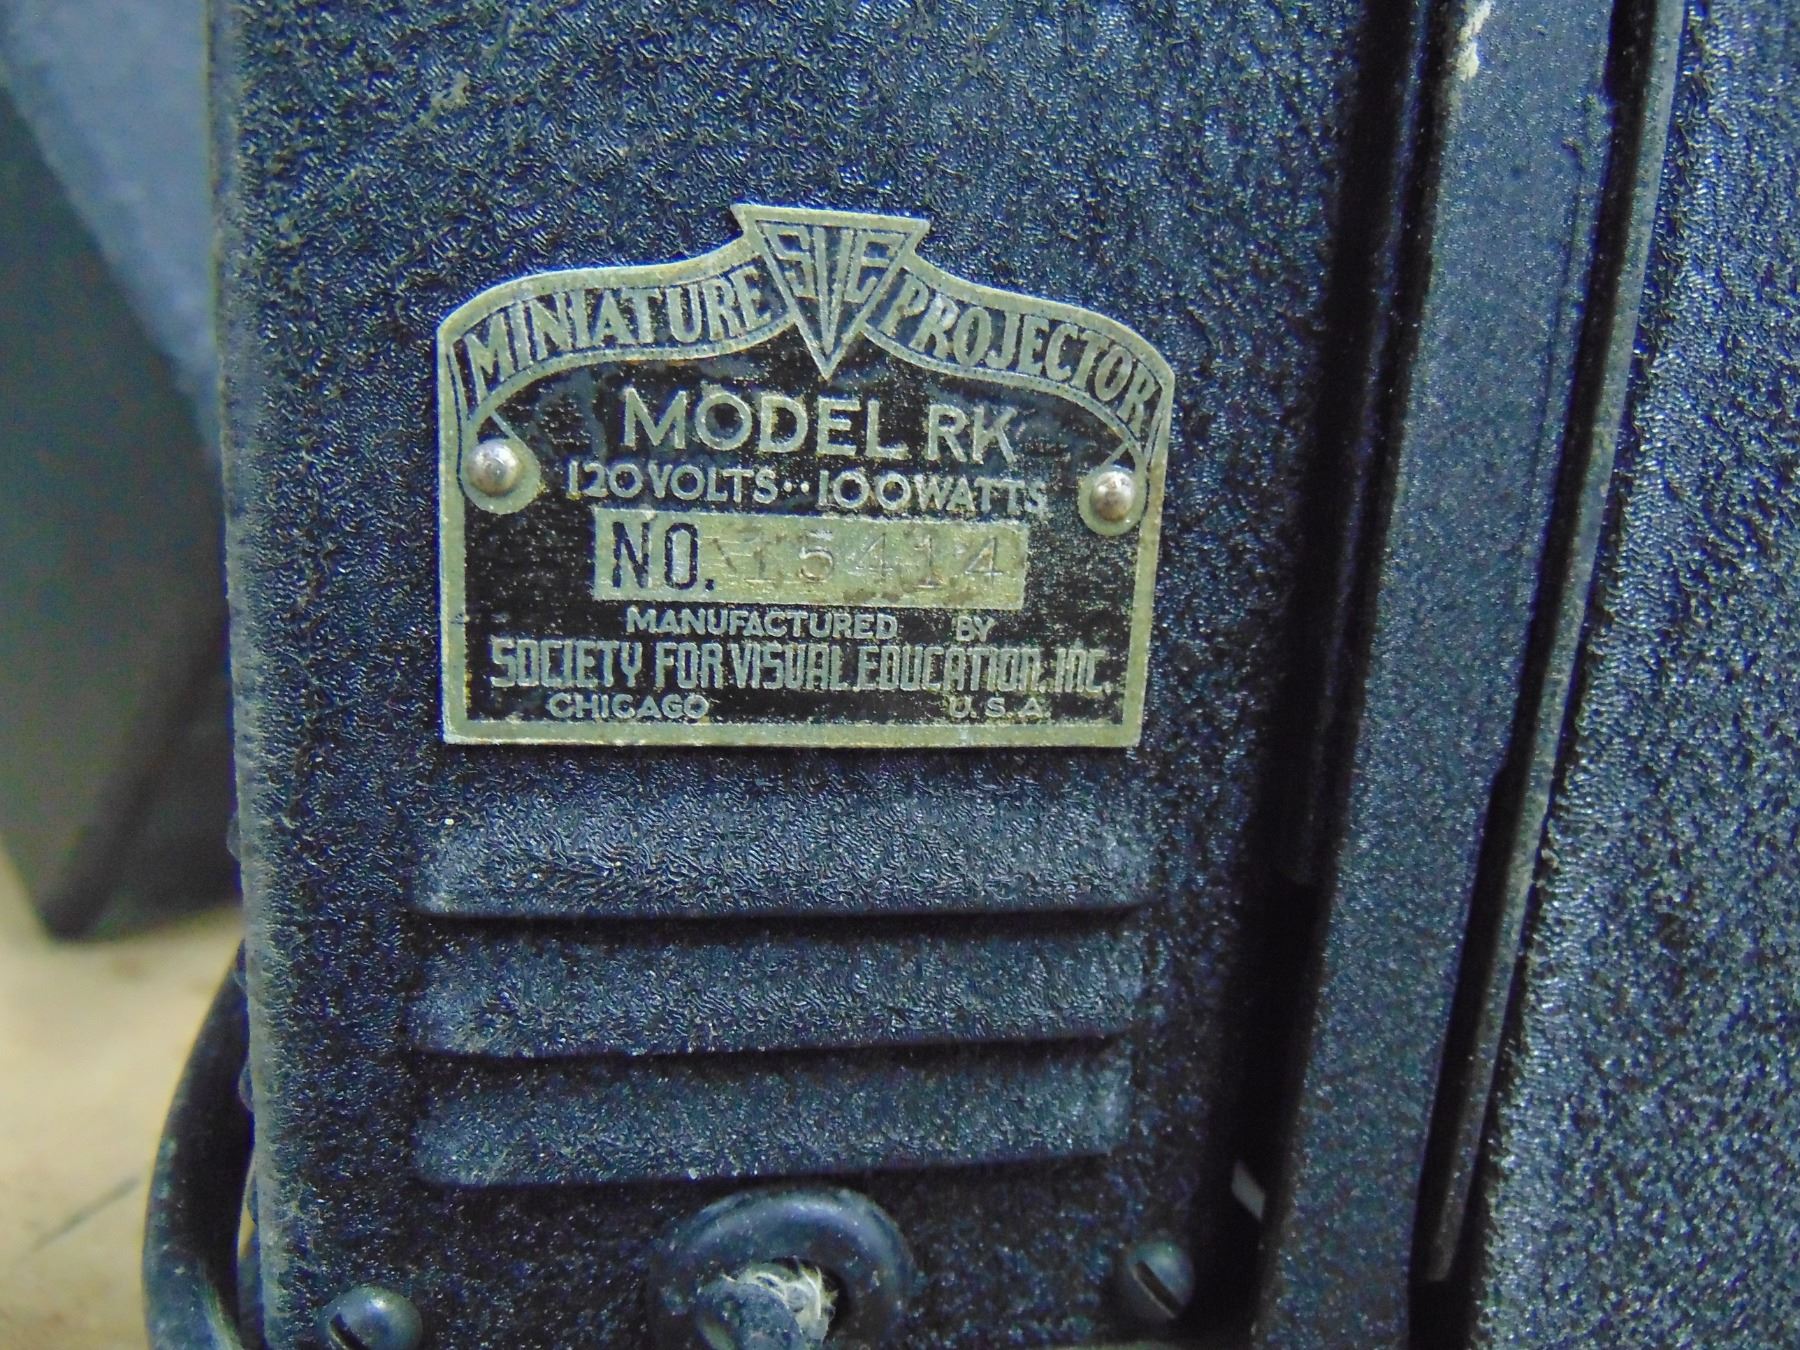 MINIATURE SVE PROJECTOR
MODEL RK
120 VOLTS·· 100 WATTS
NO. 15414
MANUFACTURED BY
SOCIETY FOR VISUAL EDUCATION, INC.
CHICAGO U.S.A.